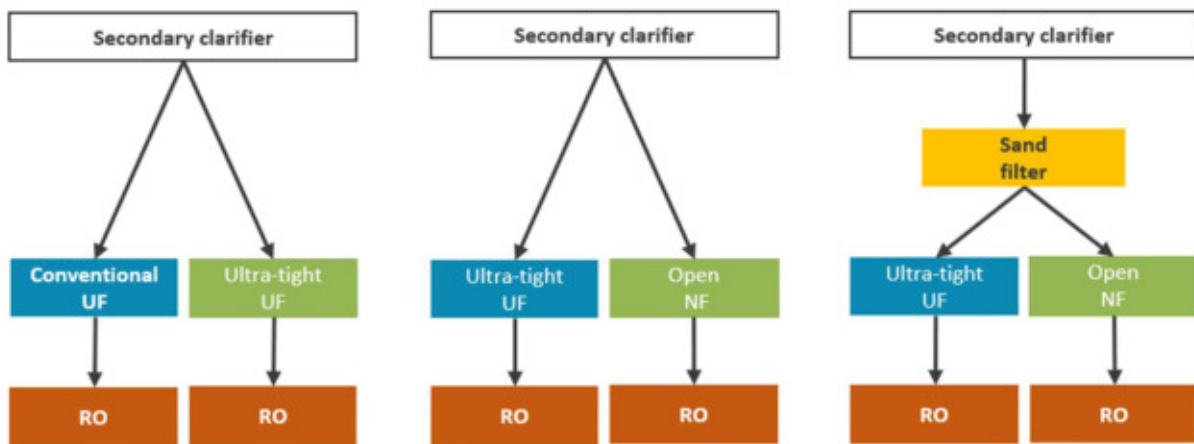 Secondary clarifier
Conventional
UF
Ultra-tight
UF
RO
RO
Secondary clarifier
Ultra-tight
UF
Open
NF
RO
RO
Secondary clarifier
Sand
filter
Ultra-tight
UF
Open
NF
RO
RO